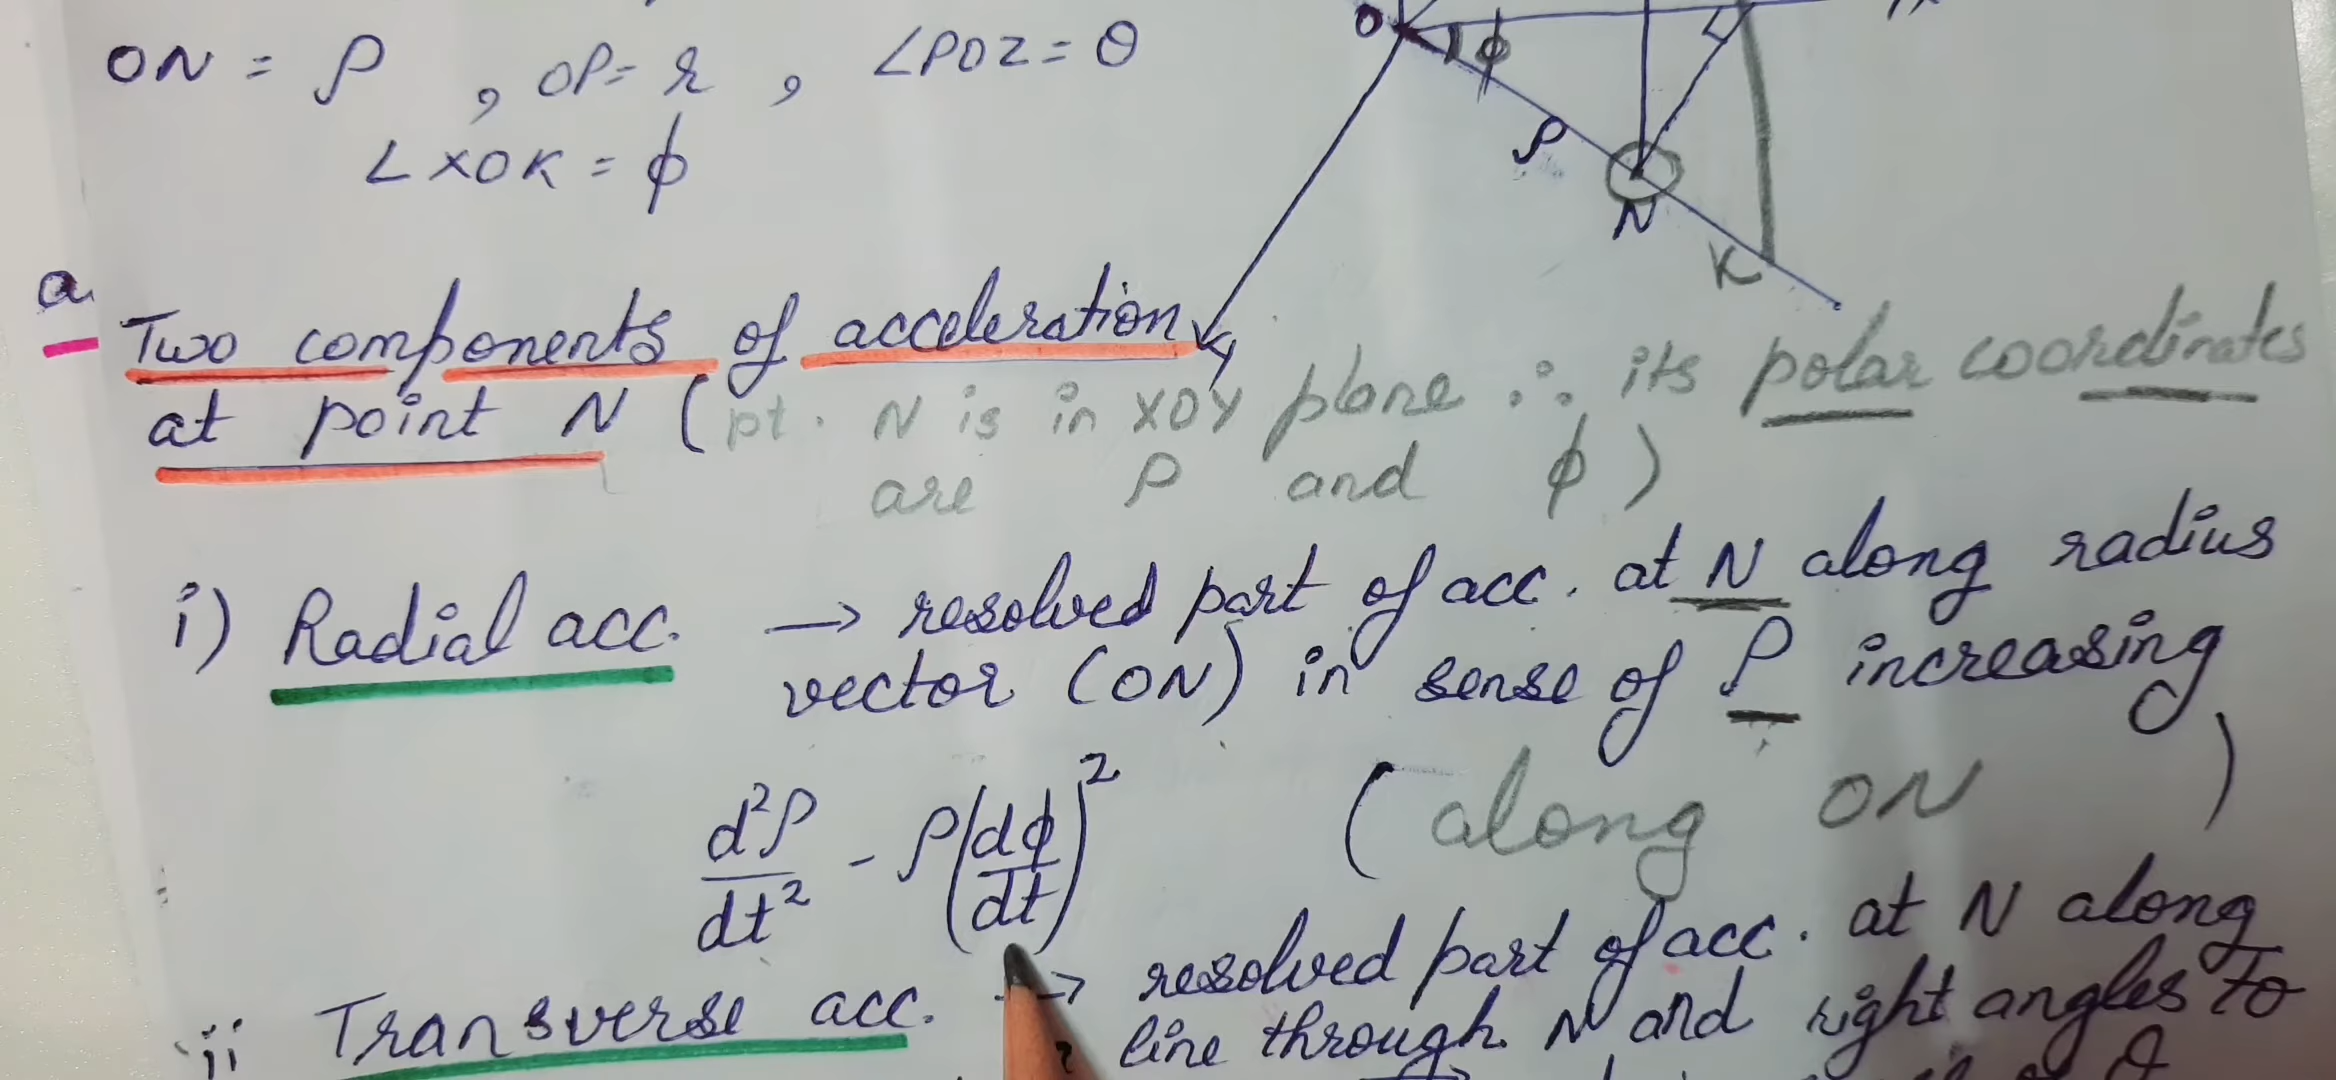 ON = ρ , OP= r , ∠POZ = θ
∠XOK = ϕ
O
ϕ
ρ
N
K
Y
a. Two components of acceleration
at point N (pt. N is in XOY plane ∴ its polar coordinates
are ρ and ϕ)
i) Radial acc. → resolved part of acc. at N along radius
vector (ON) in sense of ρ increasing
d²ρ/dt² - ρ(dϕ/dt)² (along ON)
ii Transverse acc. → resolved part of acc. at N along
line through N and right angles to